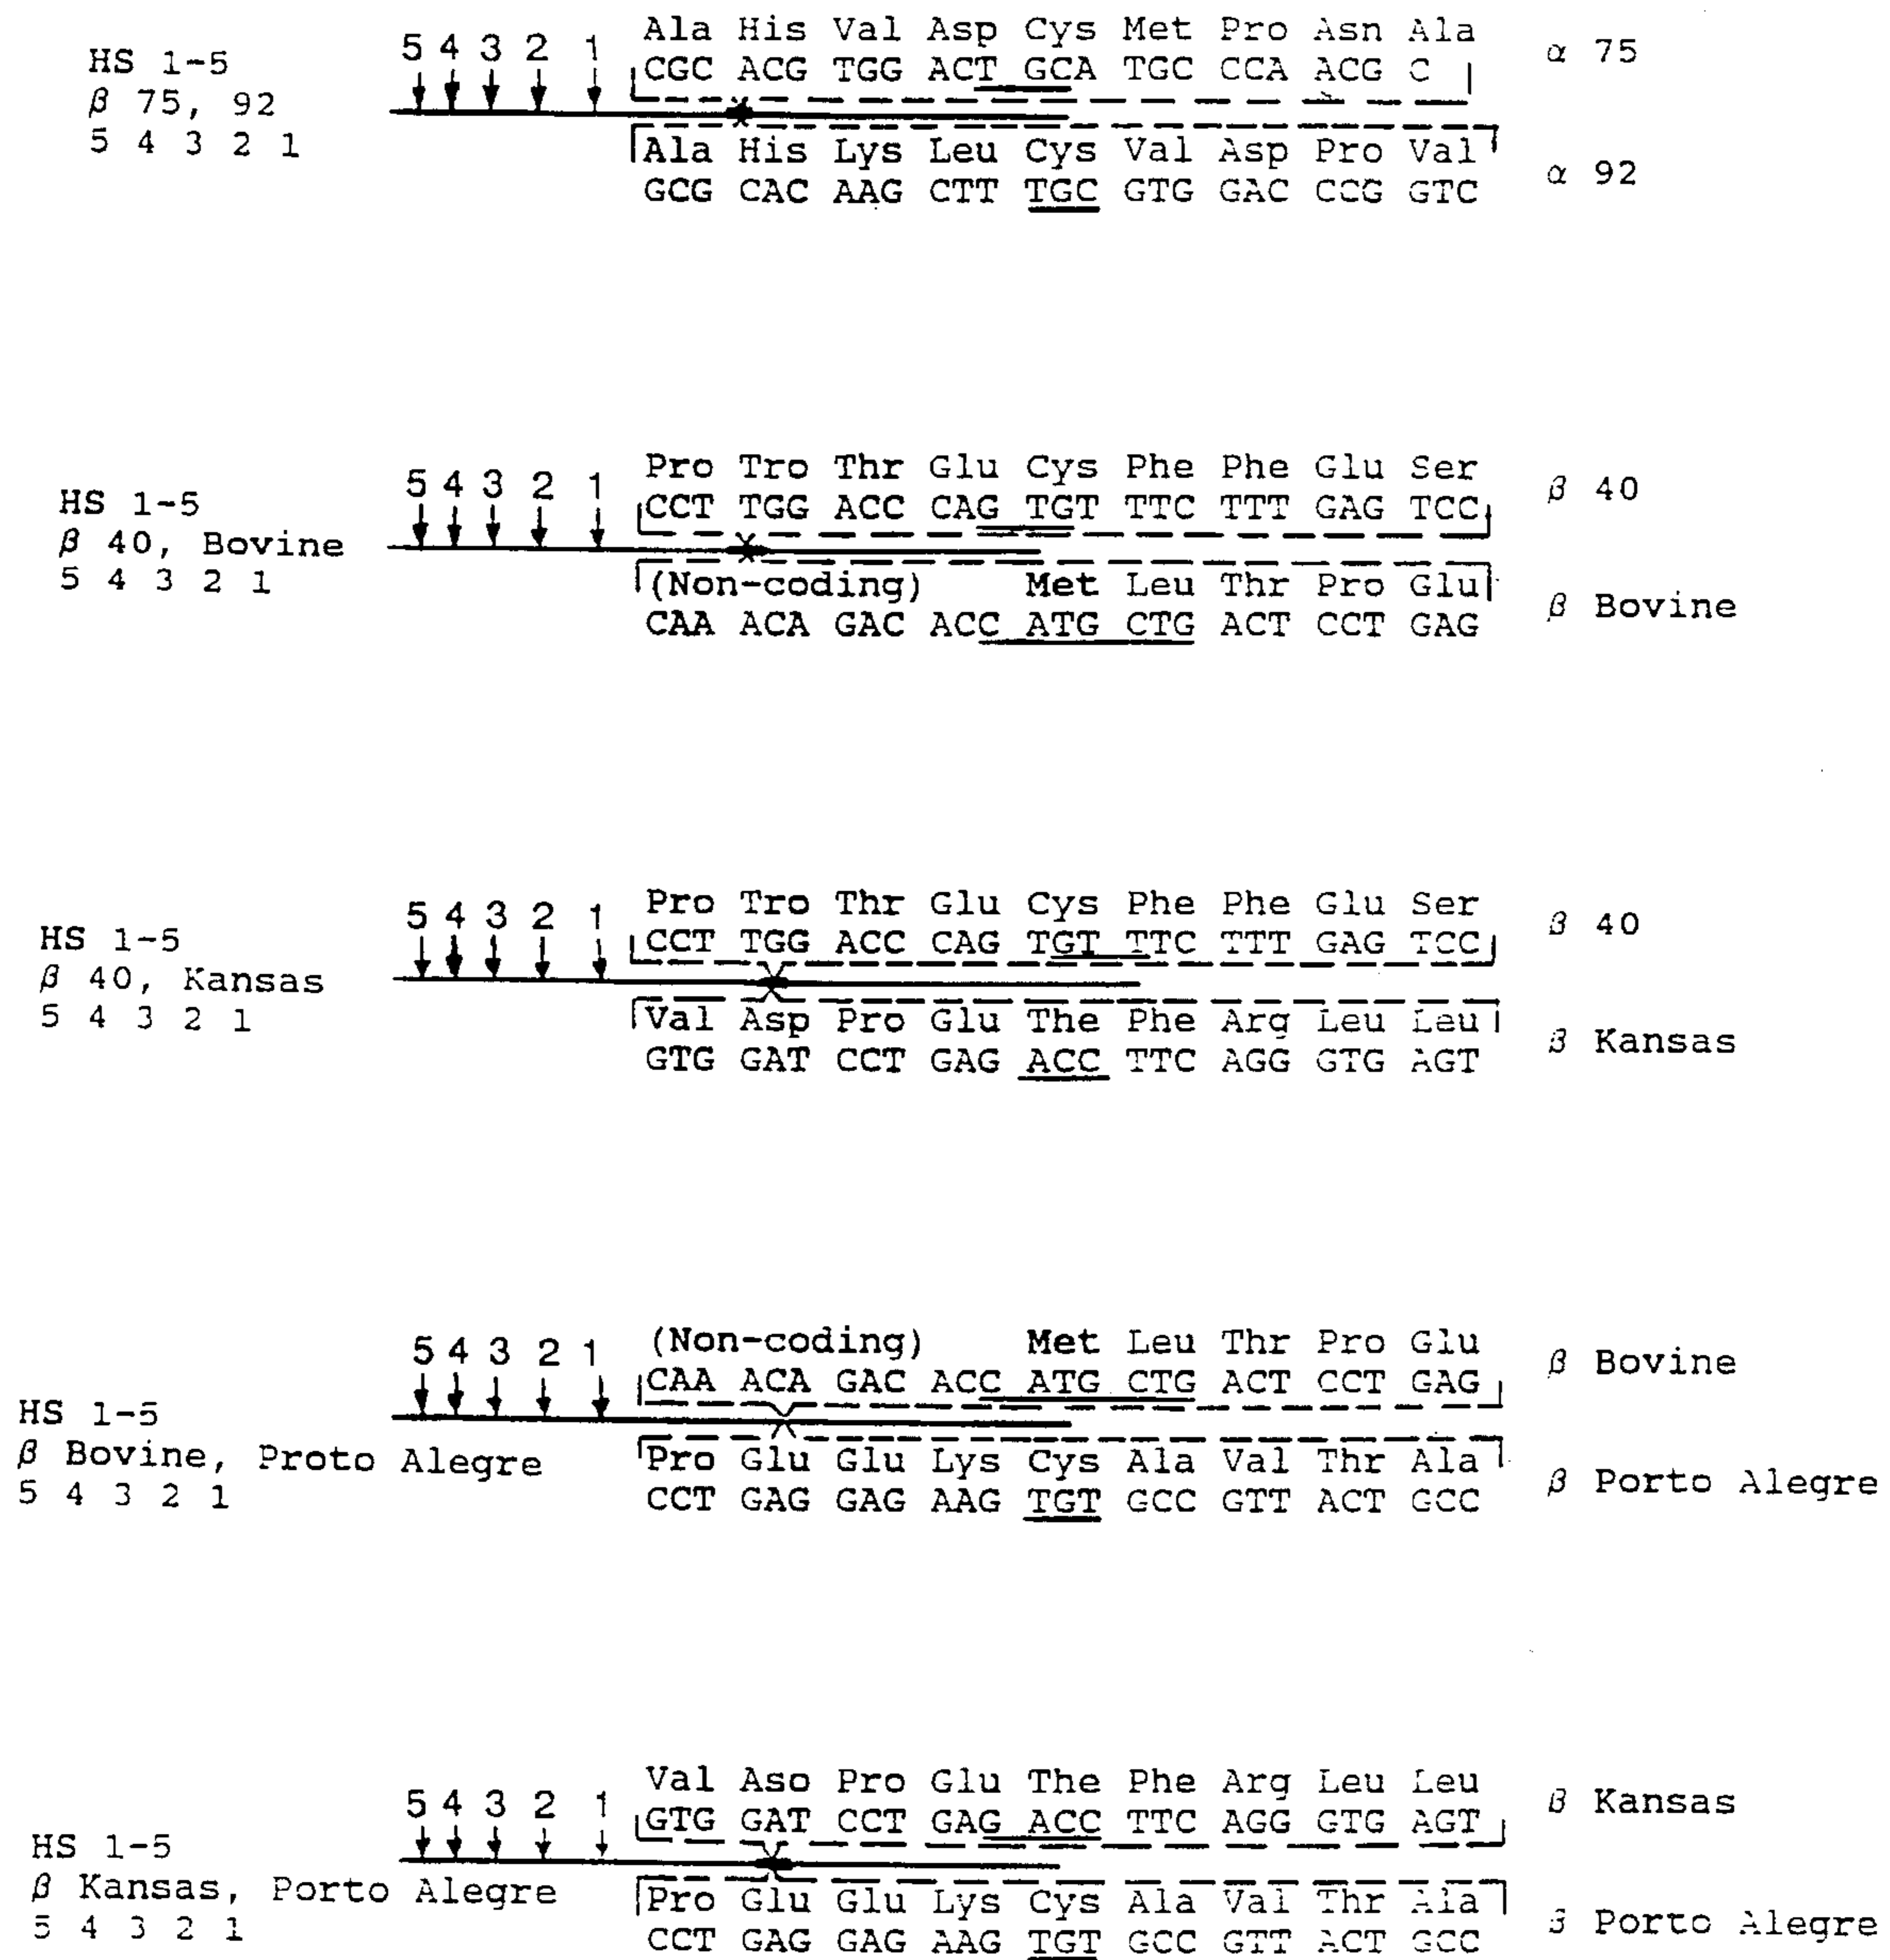 Ala His Val Asp Cys Met Pro Asn Ala
5 4 3 2 1
CGC ACG TGG ACT GCA TGC CCA ACG C
α 75
HS 1-5
β 75, 92
5 4 3 2 1
Ala His Lys Leu Cys Val Asp Pro Val
GCG CAC AAG CTT TGC GTG GAC CCG GTC
α 92
Pro Tro Thr Glu Cys Phe Phe Glu Ser
5 4 3 2 1
CCT TGG ACC CAG TGT TTC TTT GAG TCC
β 40
HS 1-5
β 40, Bovine
5 4 3 2 1
(Non-coding) Met Leu Thr Pro Glu
CAA ACA GAC ACC ATG CTG ACT CCT GAG
β Bovine
Pro Tro Thr Glu Cys Phe Phe Glu Ser
5 4 3 2 1
CCT TGG ACC CAG TGT TTC TTT GAG TCC
β 40
HS 1-5
β 40, Kansas
5 4 3 2 1
Val Asp Pro Glu The Phe Arg Leu Leu
GTG GAT CCT GAG ACC TTC AGG GTG AGT
β Kansas
(Non-coding) Met Leu Thr Pro Glu
5 4 3 2 1
CAA ACA GAC ACC ATG CTG ACT CCT GAG
β Bovine
HS 1-5
β Bovine, Proto Alegre
5 4 3 2 1
Pro Glu Glu Lys Cys Ala Val Thr Ala
CCT GAG GAG AAG TGT GCC GTT ACT GCC
β Porto Alegre
Val Aso Pro Glu The Phe Arg Leu Leu
5 4 3 2 1
GTG GAT CCT GAG ACC TTC AGG GTG AGT
β Kansas
HS 1-5
β Kansas, Porto Alegre
5 4 3 2 1
Pro Glu Glu Lys Cys Ala Val Thr Ala
CCT GAG GAG AAG TGT GCC GTT ACT GCC
β Porto Alegre